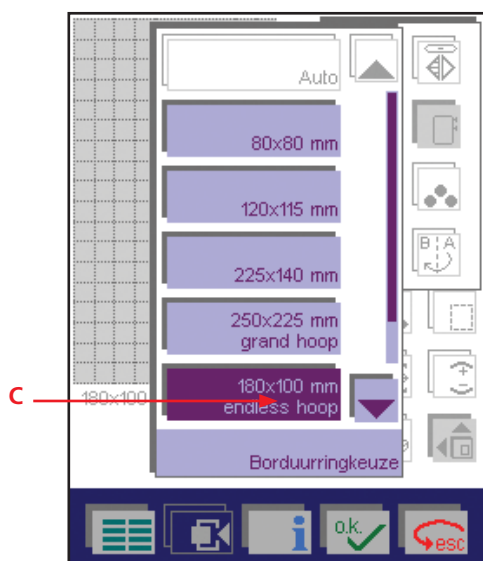 Auto
80x80 mm
120x115 mm
225x140 mm
250x225 mm
grand hoop
180x100 mm
endless hoop
C
180x100
Borduurringkeuze
B A
i
o.k.
esc